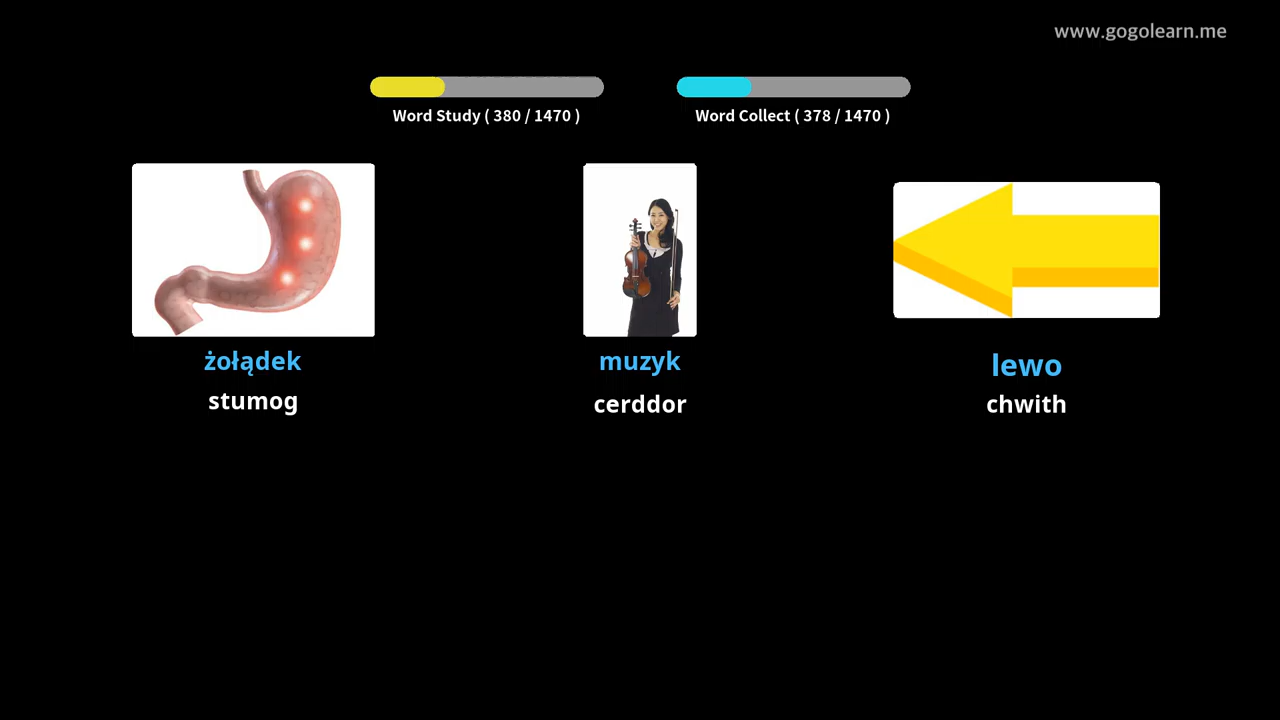 www.gogolearn.me
Word Study ( 380 / 1470 )
Word Collect ( 378 / 1470 )
żołądek
stumog
muzyk
cerddor
lewo
chwith